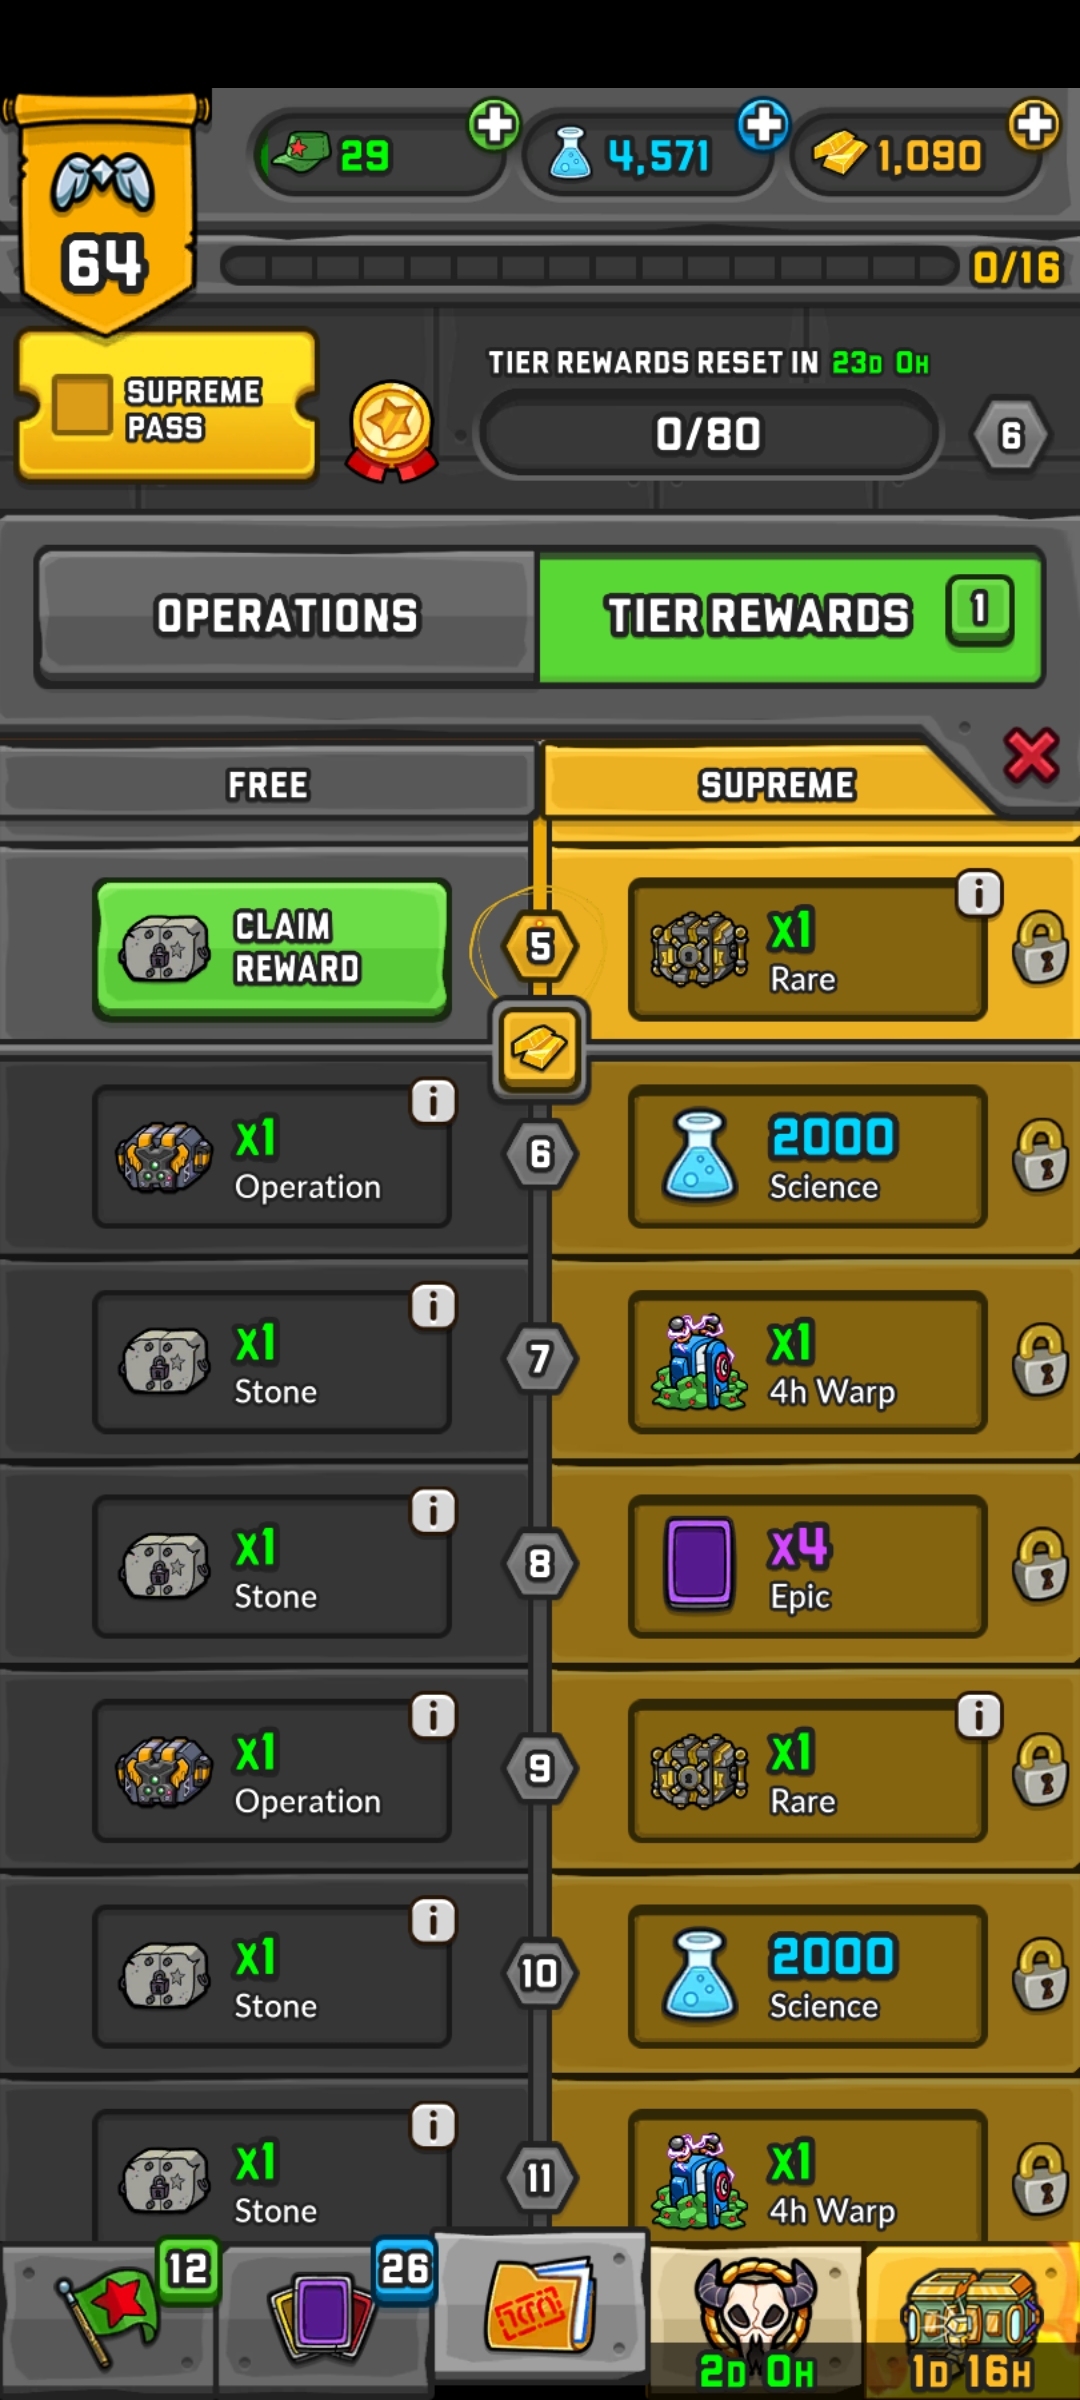 29
4,571
1,090
64
0/16
SUPREME
PASS
TIER REWARDS RESET IN 23D 0H
0/80
6
OPERATIONS
TIER REWARDS
1
FREE
SUPREME
CLAIM
REWARD
5
X1
Rare
X1
Operation
6
2000
Science
X1
Stone
7
X1
4h Warp
X1
Stone
8
X4
Epic
X1
Operation
9
X1
Rare
X1
Stone
10
2000
Science
X1
Stone
11
X1
4h Warp
12
26
2D 0H
1D 16H